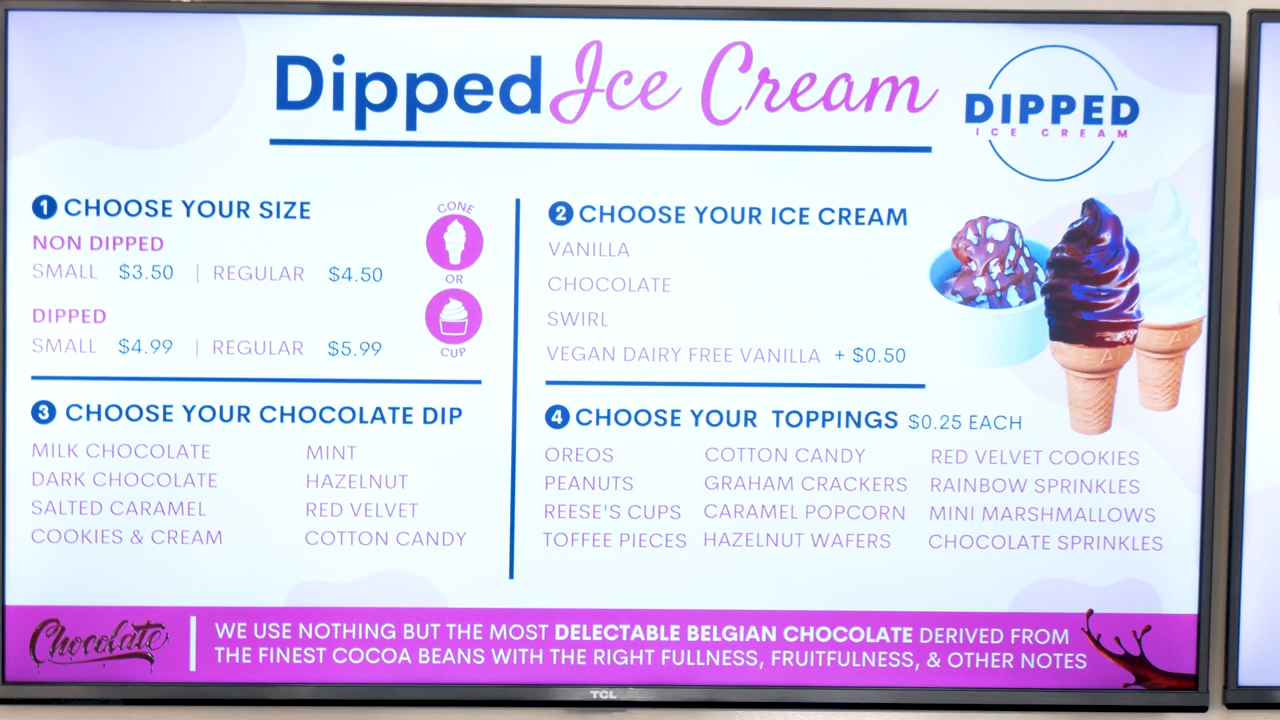 Dipped Ice Cream
DIPPED
ICE CREAM
1 CHOOSE YOUR SIZE
NON DIPPED
SMALL $3.50 | REGULAR $4.50
DIPPED
SMALL $4.99 | REGULAR $5.99
CONE
OR
CUP
2 CHOOSE YOUR ICE CREAM
VANILLA
CHOCOLATE
SWIRL
VEGAN DAIRY FREE VANILLA + $0.50
3 CHOOSE YOUR CHOCOLATE DIP
MILK CHOCOLATE
DARK CHOCOLATE
SALTED CARAMEL
COOKIES & CREAM
MINT
HAZELNUT
RED VELVET
COTTON CANDY
4 CHOOSE YOUR TOPPINGS $0.25 EACH
OREOS
PEANUTS
REESE'S CUPS
TOFFEE PIECES
COTTON CANDY
GRAHAM CRACKERS
CARAMEL POPCORN
HAZELNUT WAFERS
RED VELVET COOKIES
RAINBOW SPRINKLES
MINI MARSHMALLOWS
CHOCOLATE SPRINKLES
Chocolate
WE USE NOTHING BUT THE MOST DELECTABLE BELGIAN CHOCOLATE DERIVED FROM
THE FINEST COCOA BEANS WITH THE RIGHT FULLNESS, FRUITFULNESS, & OTHER NOTES
TCL